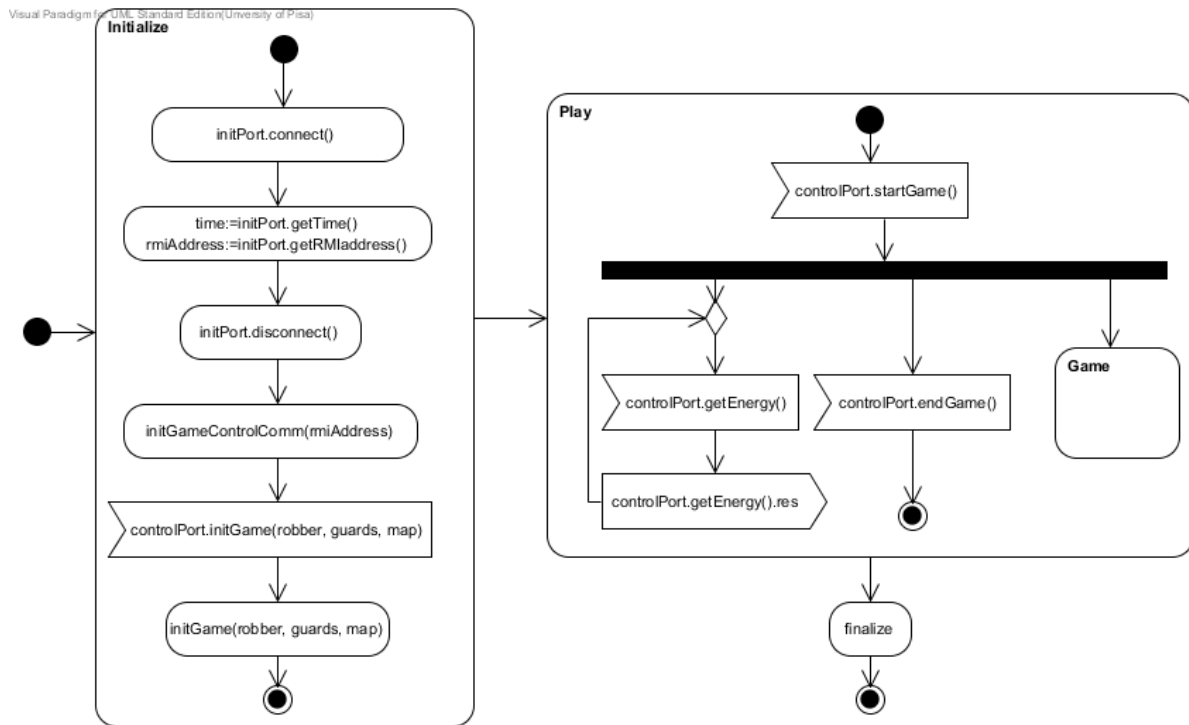 Visual Paradigm for UML Standard Edition(Unversity of Pisa)
Initialize
initPort.connect()
time:=initPort.getTime()
rmiAddress:=initPort.getRMIaddress()
initPort.disconnect()
initGameControlComm(rmiAddress)
controlPort.initGame(robber, guards, map)
initGame(robber, guards, map)
Play
controlPort.startGame()
controlPort.getEnergy()
controlPort.getEnergy().res
controlPort.endGame()
Game
finalize